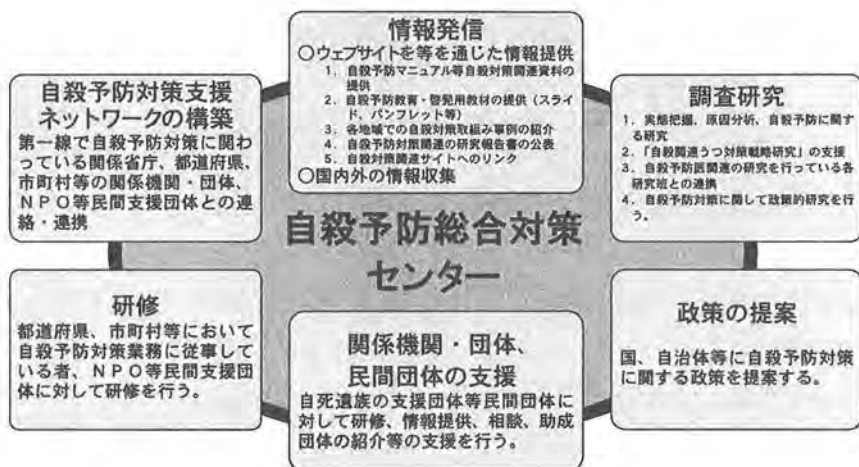 情報発信
○ウェブサイトを等を通じた情報提供
1. 自殺予防マニュアル等自殺対策関連資料の
提供
2. 自殺予防教育・啓発用教材の提供(スライ
ド、パンフレット等)
3. 各地域での自殺対策取組み事例の紹介
4. 自殺予防対策関連の研究報告書の公表
5. 自殺対策関連サイトへのリンク
○国内外の情報収集
自殺予防対策支援
ネットワークの構築
第一線で自殺予防対策に関わ
っている関係省庁、都道府県、
市町村等の関係機関・団体、
NPO等民間支援団体との連
絡・連携
調査研究
1. 実態把握、原因分析、自殺予防に関す
る研究
2. 「自殺関連うつ対策戦略研究」の支援
3. 自殺予防医関連の研究を行っている各
研究班との連携
4. 自殺予防対策に関して政策的研究を行
う。
自殺予防総合対策
センター
研修
都道府県、市町村等において
自殺予防対策業務に従事して
いる者、NPO等民間支援団
体に対して研修を行う。
関係機関・団体、
民間団体の支援
自死遺族の支援団体等民間団体に
対して研修、情報提供、相談、助成
団体の紹介等の支援を行う。
政策の提案
国、自治体等に自殺予防対策
に関する政策を提案する。